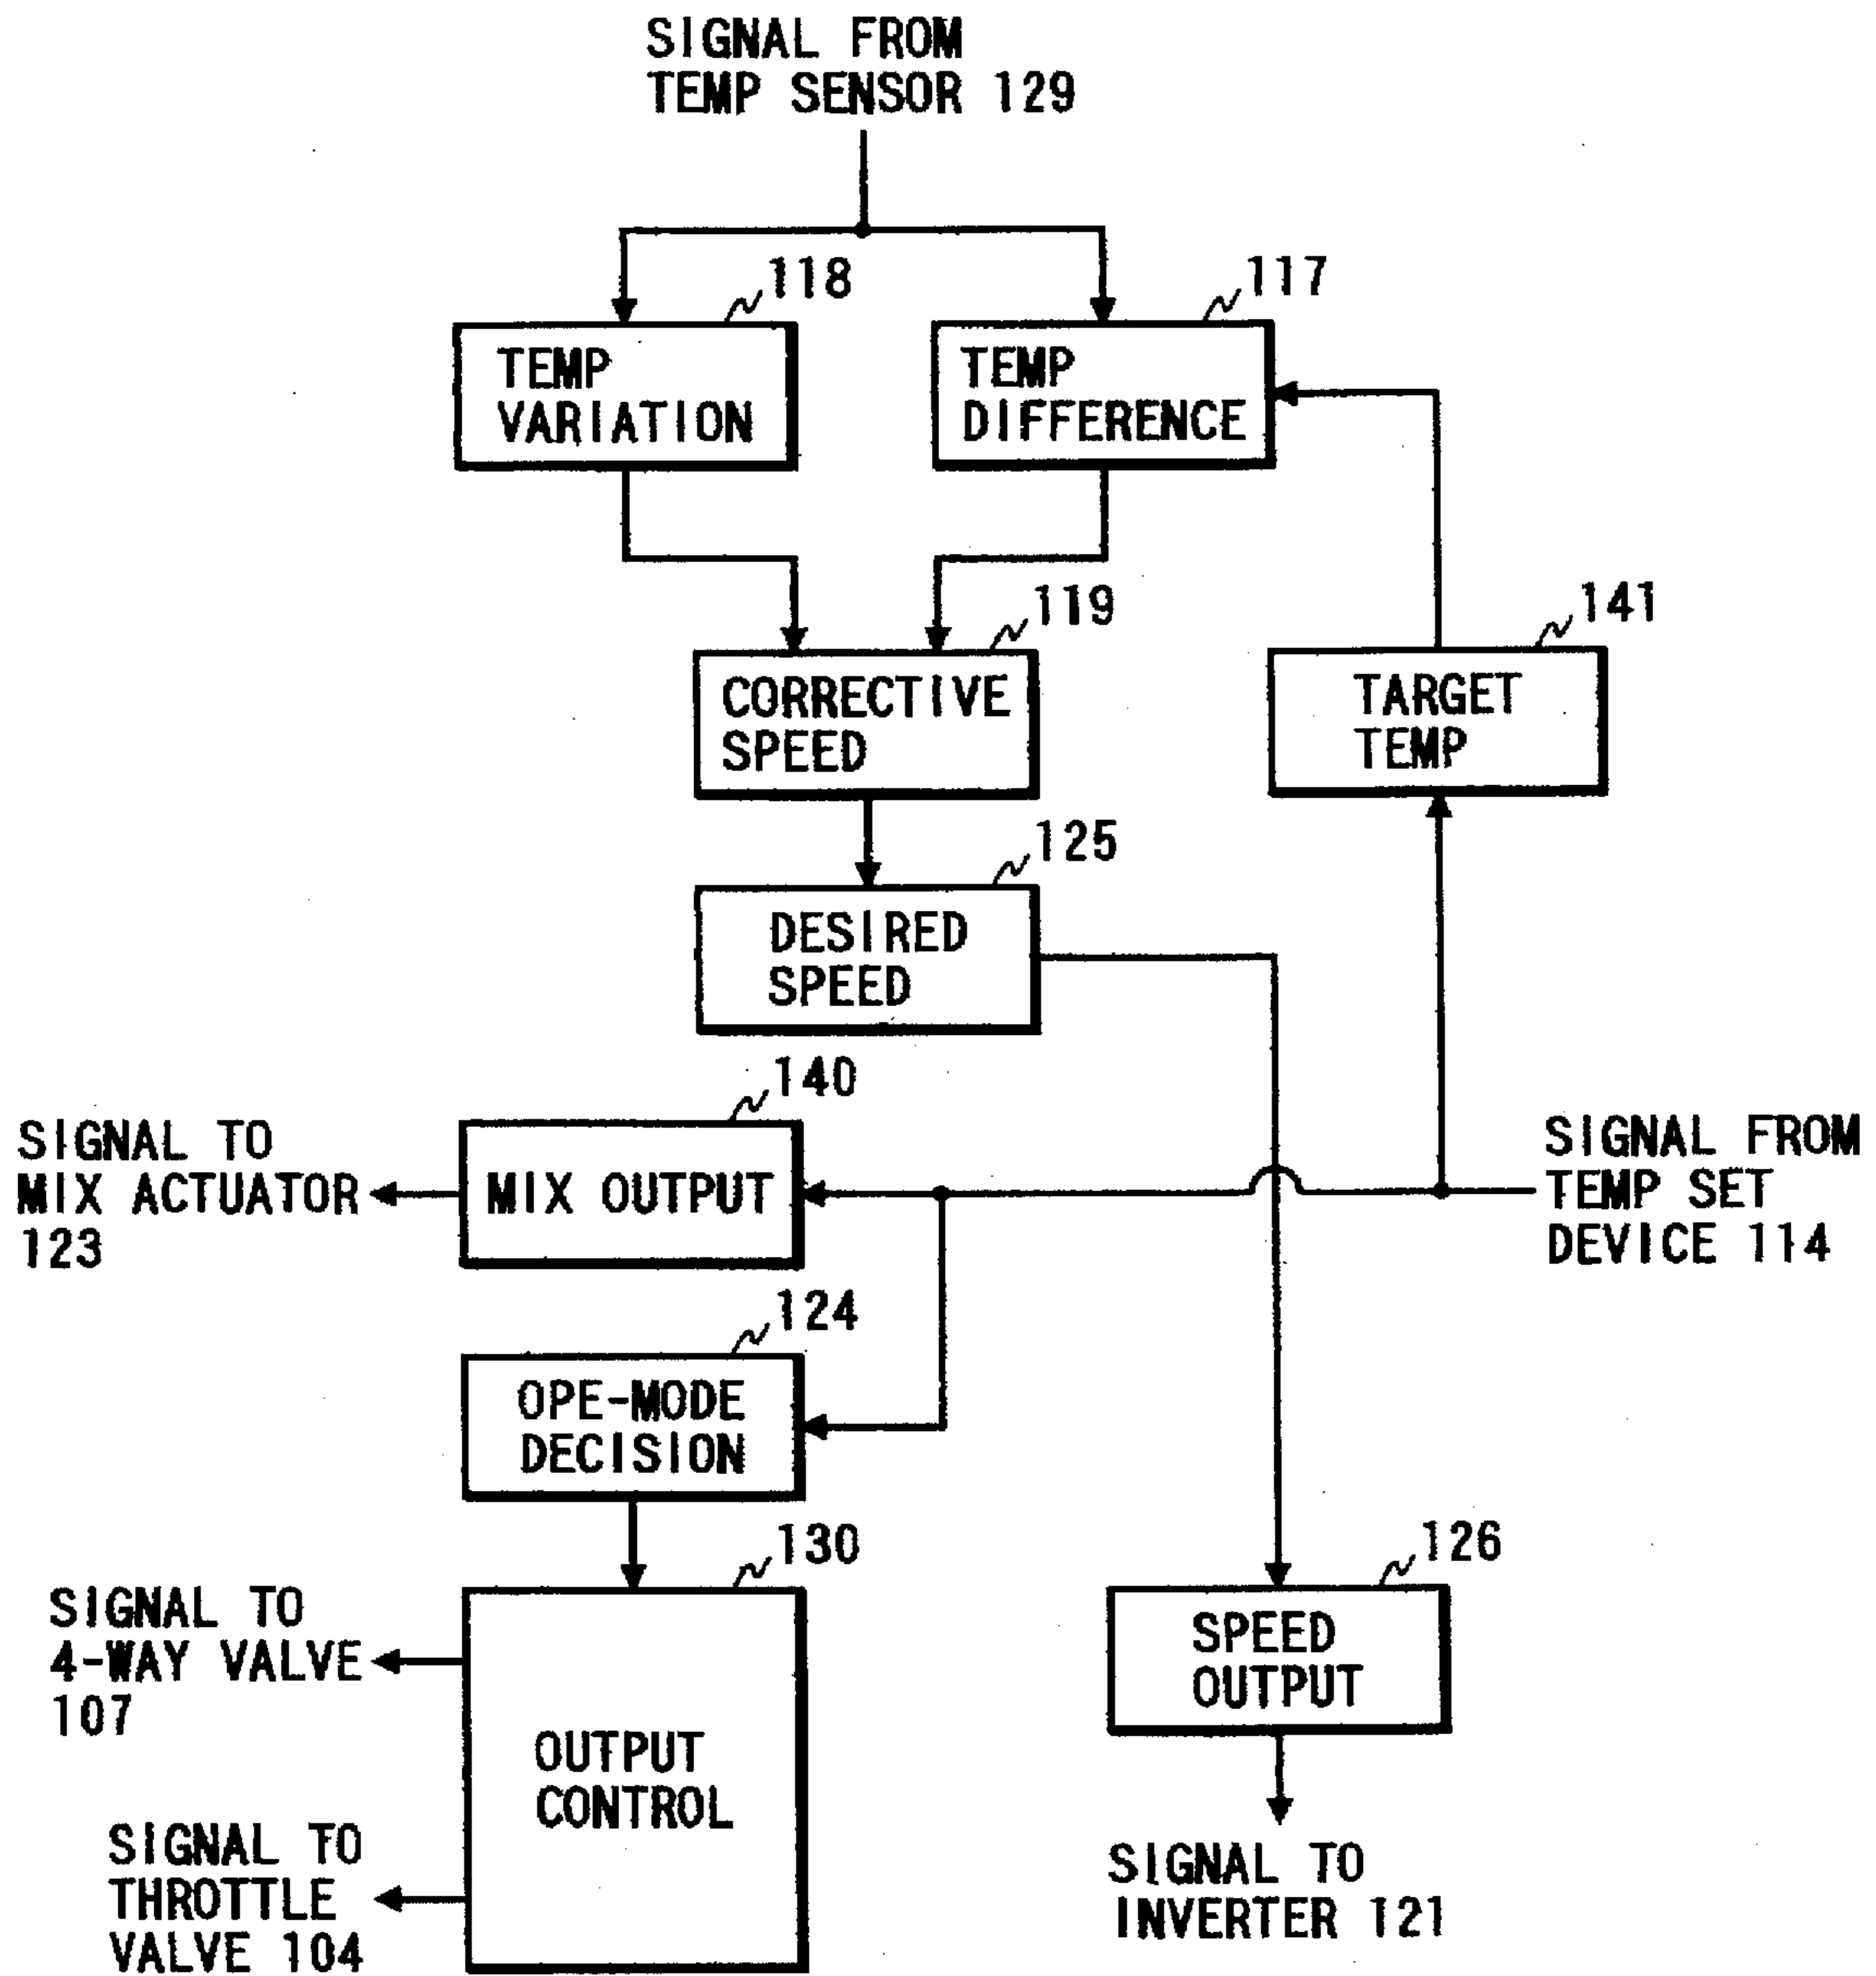 SIGNAL FROM
TEMP SENSOR 129
118
117
TEMP
VARIATION
TEMP
DIFFERENCE
119
141
CORRECTIVE
SPEED
TARGET
TEMP
125
DESIRED
SPEED
140
SIGNAL TO
MIX ACTUATOR
123
MIX OUTPUT
SIGNAL FROM
TEMP SET
DEVICE 114
124
OPE-MODE
DECISION
130
126
SIGNAL TO
4-WAY VALVE
107
SPEED
OUTPUT
OUTPUT
CONTROL
SIGNAL TO
THROTTLE
VALVE 104
SIGNAL TO
INVERTER 121